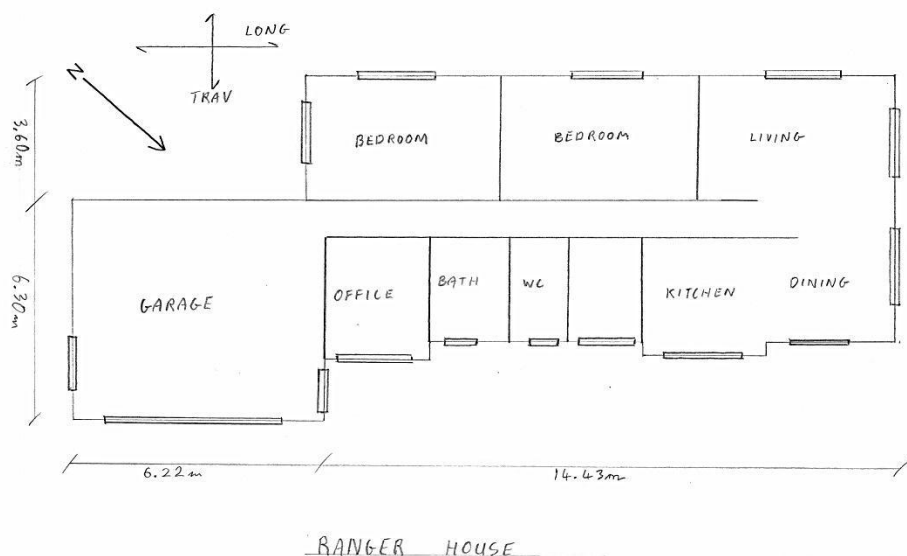 LONG
N
TRAV
3.60m
BEDROOM
BEDROOM
LIVING
6.30m
GARAGE
OFFICE
BATH
WC
KITCHEN
DINING
6.22m
14.43m
RANGER HOUSE